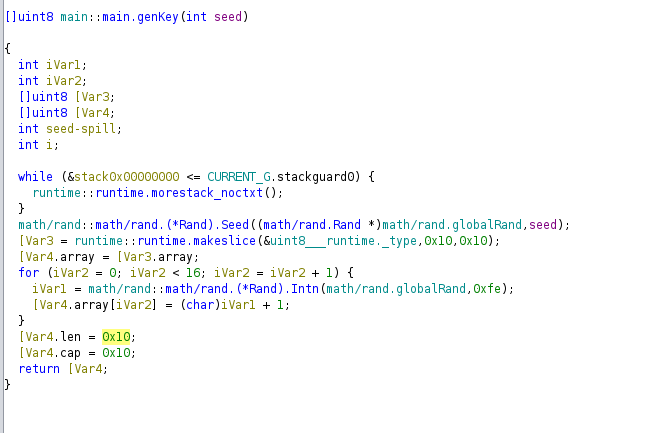 []uint8 main::main.genKey(int seed)
{
int iVar1;
int iVar2;
[]uint8 [Var3;
[]uint8 [Var4;
int seed-spill;
int i;
while (&stack0x00000000 <= CURRENT_G.stackguard0) {
runtime::runtime.morestack_noctxt();
}
math/rand::math/rand.(*Rand).Seed((math/rand.Rand *)math/rand.globalRand,seed);
[Var3 = runtime::runtime.makeslice(&uint8___runtime._type,0x10,0x10);
[Var4.array = [Var3.array;
for (iVar2 = 0; iVar2 < 16; iVar2 = iVar2 + 1) {
iVar1 = math/rand::math/rand.(*Rand).Intn(math/rand.globalRand,0xfe);
[Var4.array[iVar2] = (char)iVar1 + 1;
}
[Var4.len = 0x10;
[Var4.cap = 0x10;
return [Var4;
}